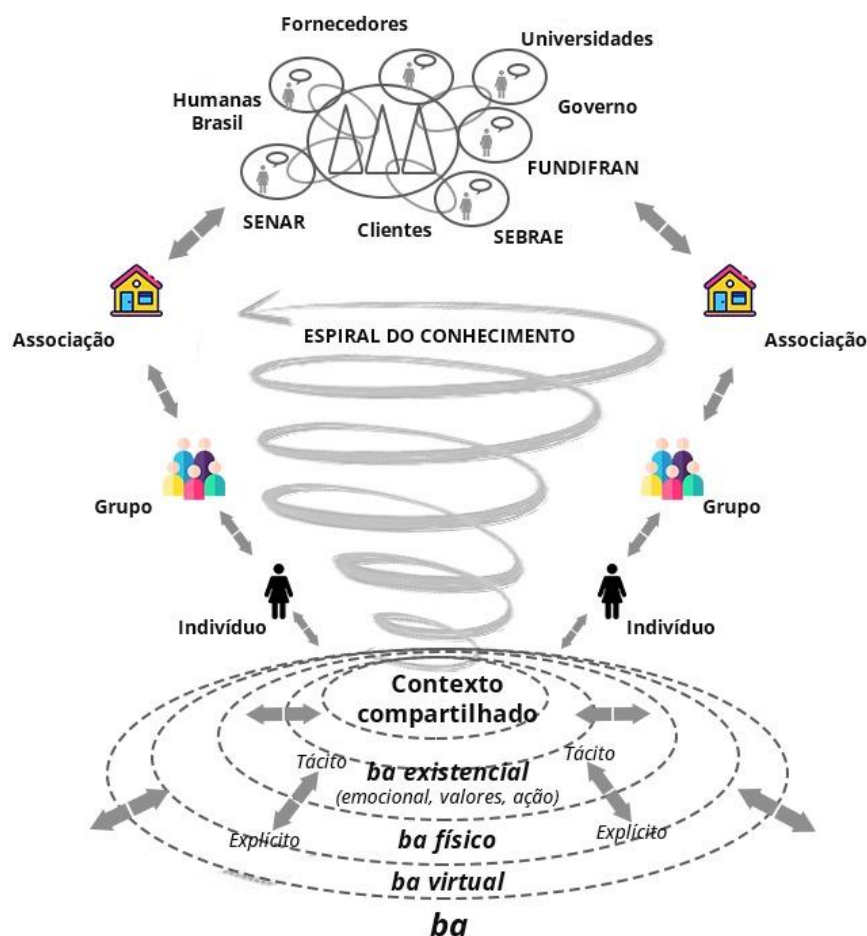 Fornecedores
Universidades
Humanas
Brasil
Governo
FUNDIFRAN
SENAR
Clientes
SEBRAE
ESPIRAL DO CONHECIMENTO
Associação
Associação
Grupo
Grupo
Indivíduo
Indivíduo
Contexto
compartilhado
Tácito
Tácito
ba existencial
(emocional, valores, ação)
Explícito
ba físico
Explícito
ba virtual
ba